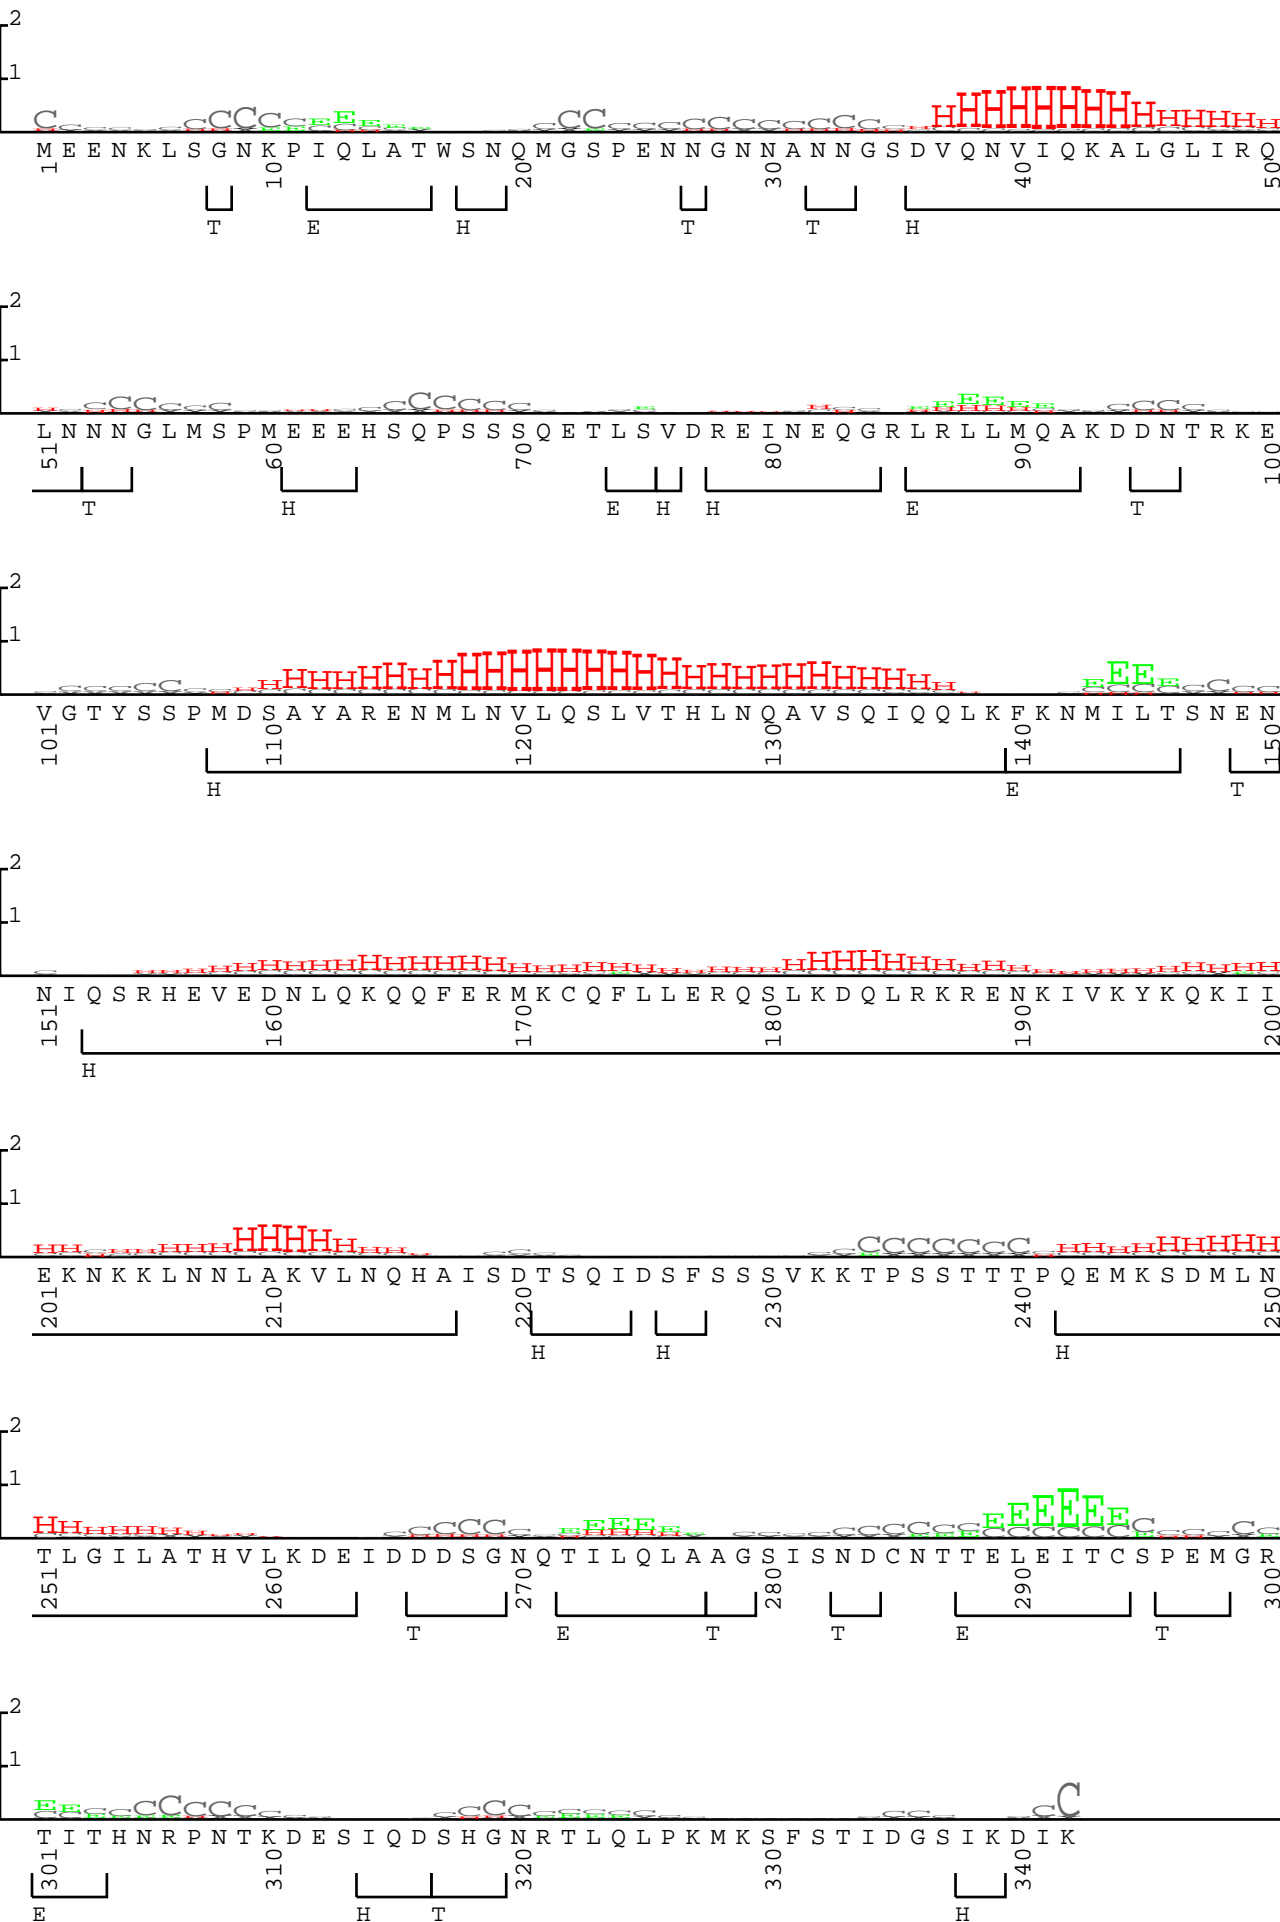 2
1
M E E N K L S G N K P I Q L A T W S N Q M G S P E N N G N N A N N G S D V Q N V I Q K A L G L I R Q
1 10 20 30 40 50
T E H T T H
2
1
L N N N G L M S P M E E E H S Q P S S S Q E T L S V D R E I N E Q G R L R L L M Q A K D D N T R K E
51 60 70 80 90 100
T H E H H E T
2
1
V G T Y S S P M D S A Y A R E N M L N V L Q S L V T H L N Q A V S Q I Q Q L K F K N M I L T S N E N
101 110 120 130 140 150
H E T
2
1
N I Q S R H E V E D N L Q K Q Q F E R M K C Q F L L E R Q S L K D Q L R K R E N K I V K Y K Q K I I
151 160 170 180 190 200
H
2
1
E K N K K L N N L A K V L N Q H A I S D T S Q I D S F S S S V K K T P S S T T T P Q E M K S D M L N
201 210 220 230 240 250
H H H
2
1
T L G I L A T H V L K D E I D D D S G N Q T I L Q L A A G S I S N D C N T T E L E I T C S P E M G R
251 260 270 280 290 300
T E T T E T
2
1
T I T H N R P N T K D E S I Q D S H G N R T L Q L P K M K S F S T I D G S I K D I K
301 310 320 330 340
E H T H